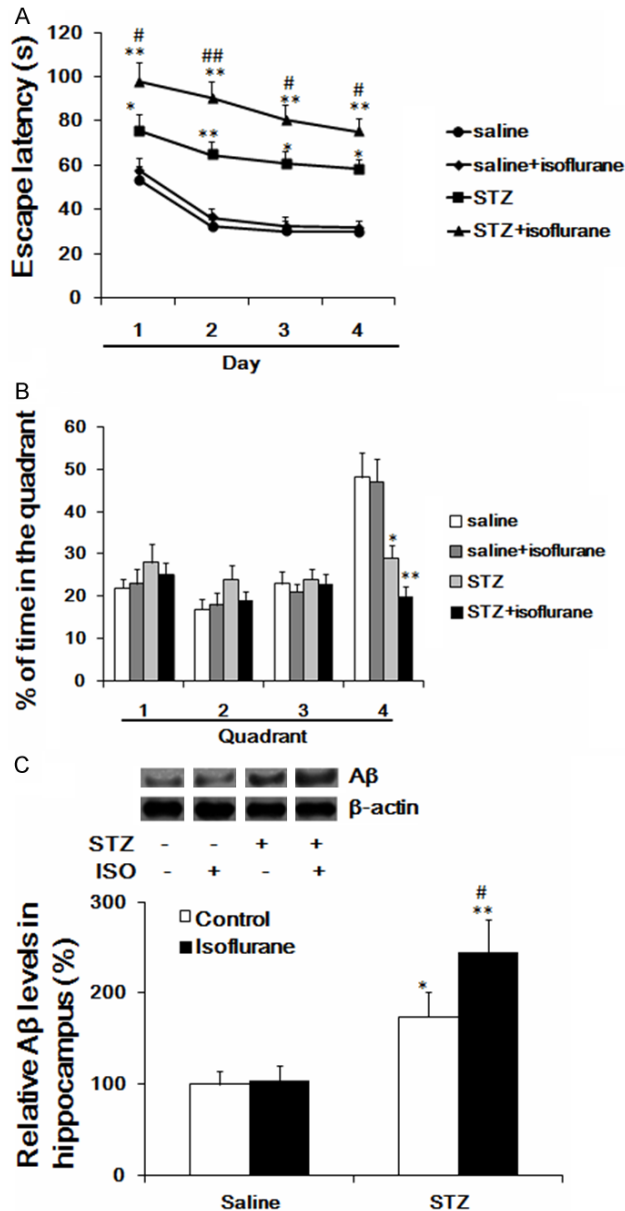 A
Escape latency (s)
120
100
80
60
40
20
0
#
**
##
**
#
**
#
**
*
**
*
*
1 2 3 4
Day
saline
saline+isoflurane
STZ
STZ+isoflurane
B
% of time in the quadrant
60
50
40
30
20
10
0
*
**
1 2 3 4
Quadrant
saline
saline+isoflurane
STZ
STZ+isoflurane
C
Aβ
β-actin
STZ - - + +
ISO - + - +
Relative Aβ levels in
hippocampus (%)
300
200
100
0
Control
Isoflurane
*
#
**
Saline STZ